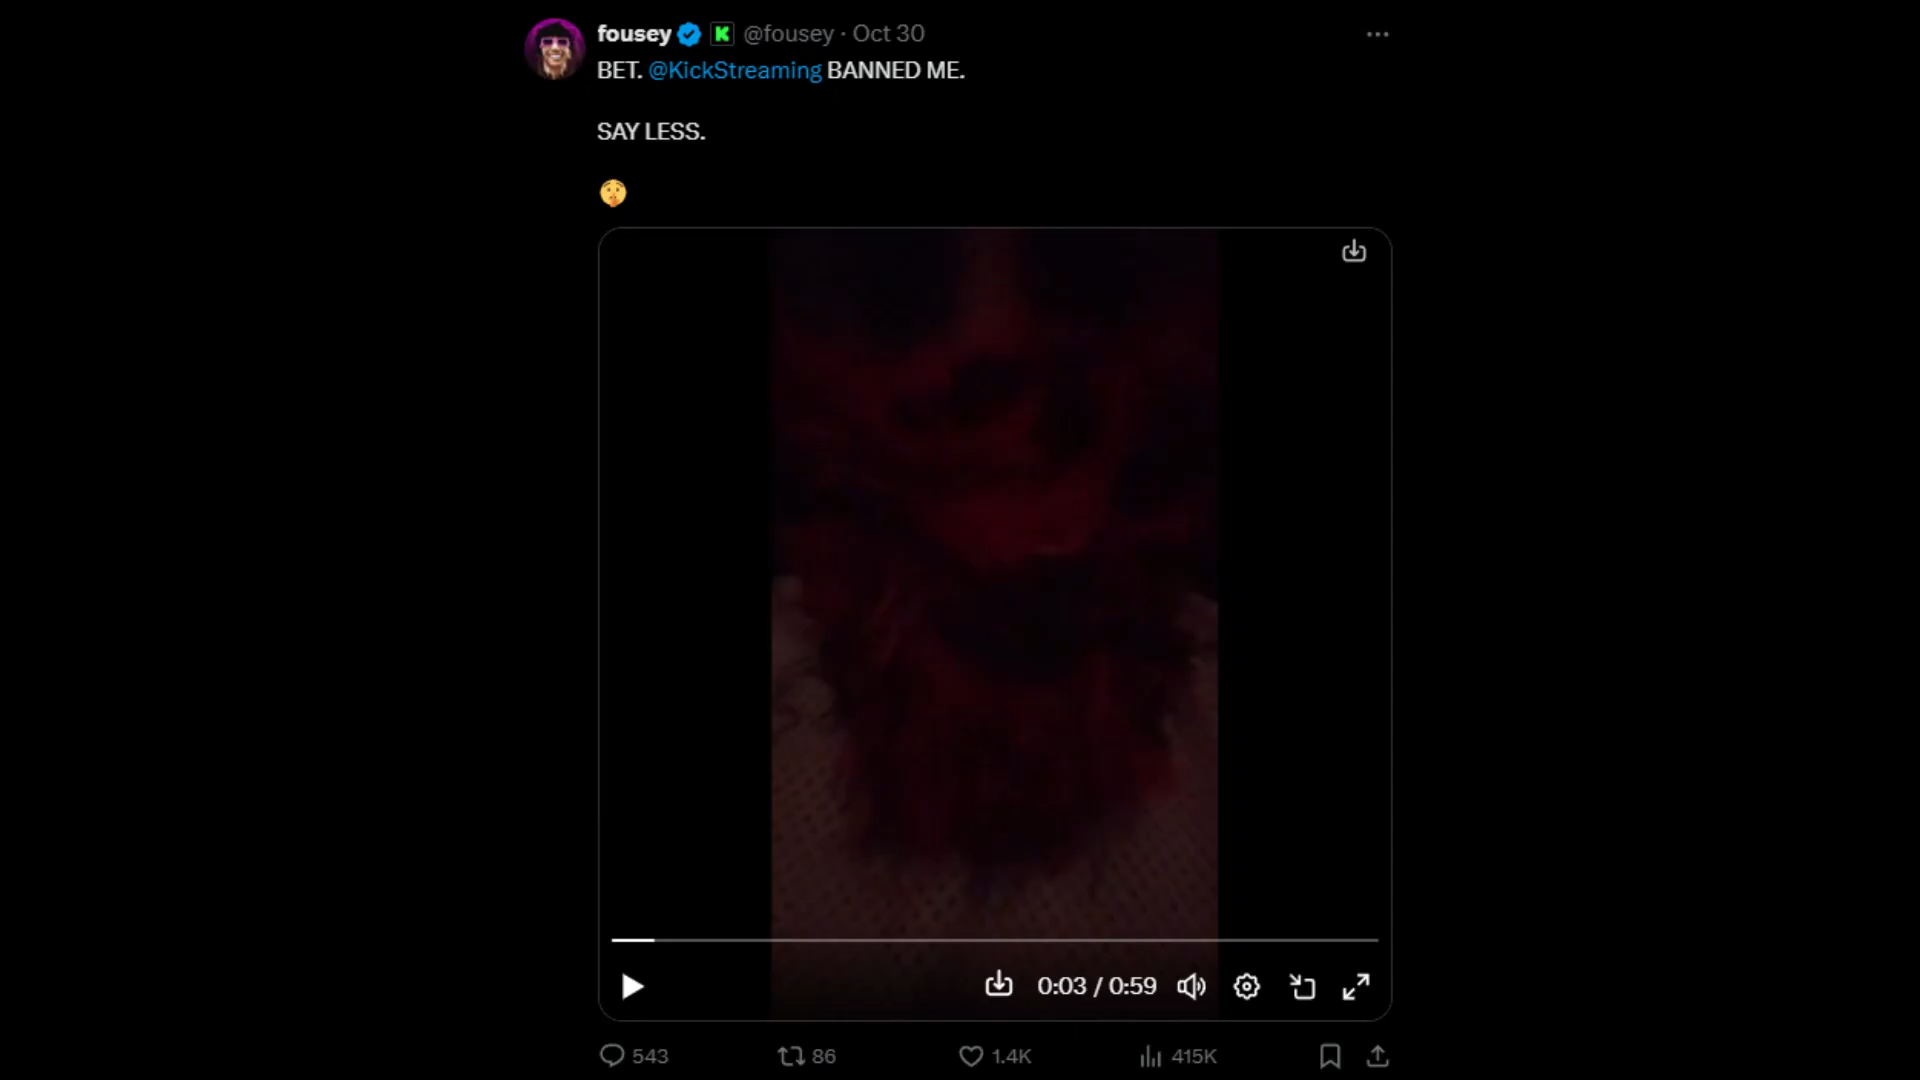 fousey K @fousey · Oct 30
BET. @KickStreaming BANNED ME.
SAY LESS.
0:03 / 0:59
543 86 1.4K 415K